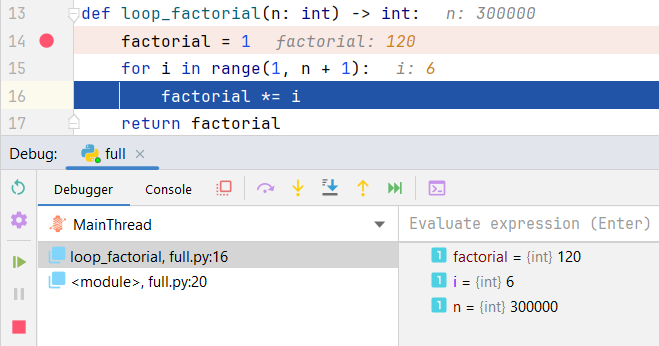 13 def loop_factorial(n: int) -> int: n: 300000
14 factorial = 1 factorial: 120
15 for i in range(1, n + 1): i: 6
16 factorial *= i
17 return factorial
Debug: full ×
Debugger Console
MainThread Evaluate expression (Enter)
loop_factorial, full.py:16 factorial = {int} 120
<module>, full.py:20 i = {int} 6
n = {int} 300000